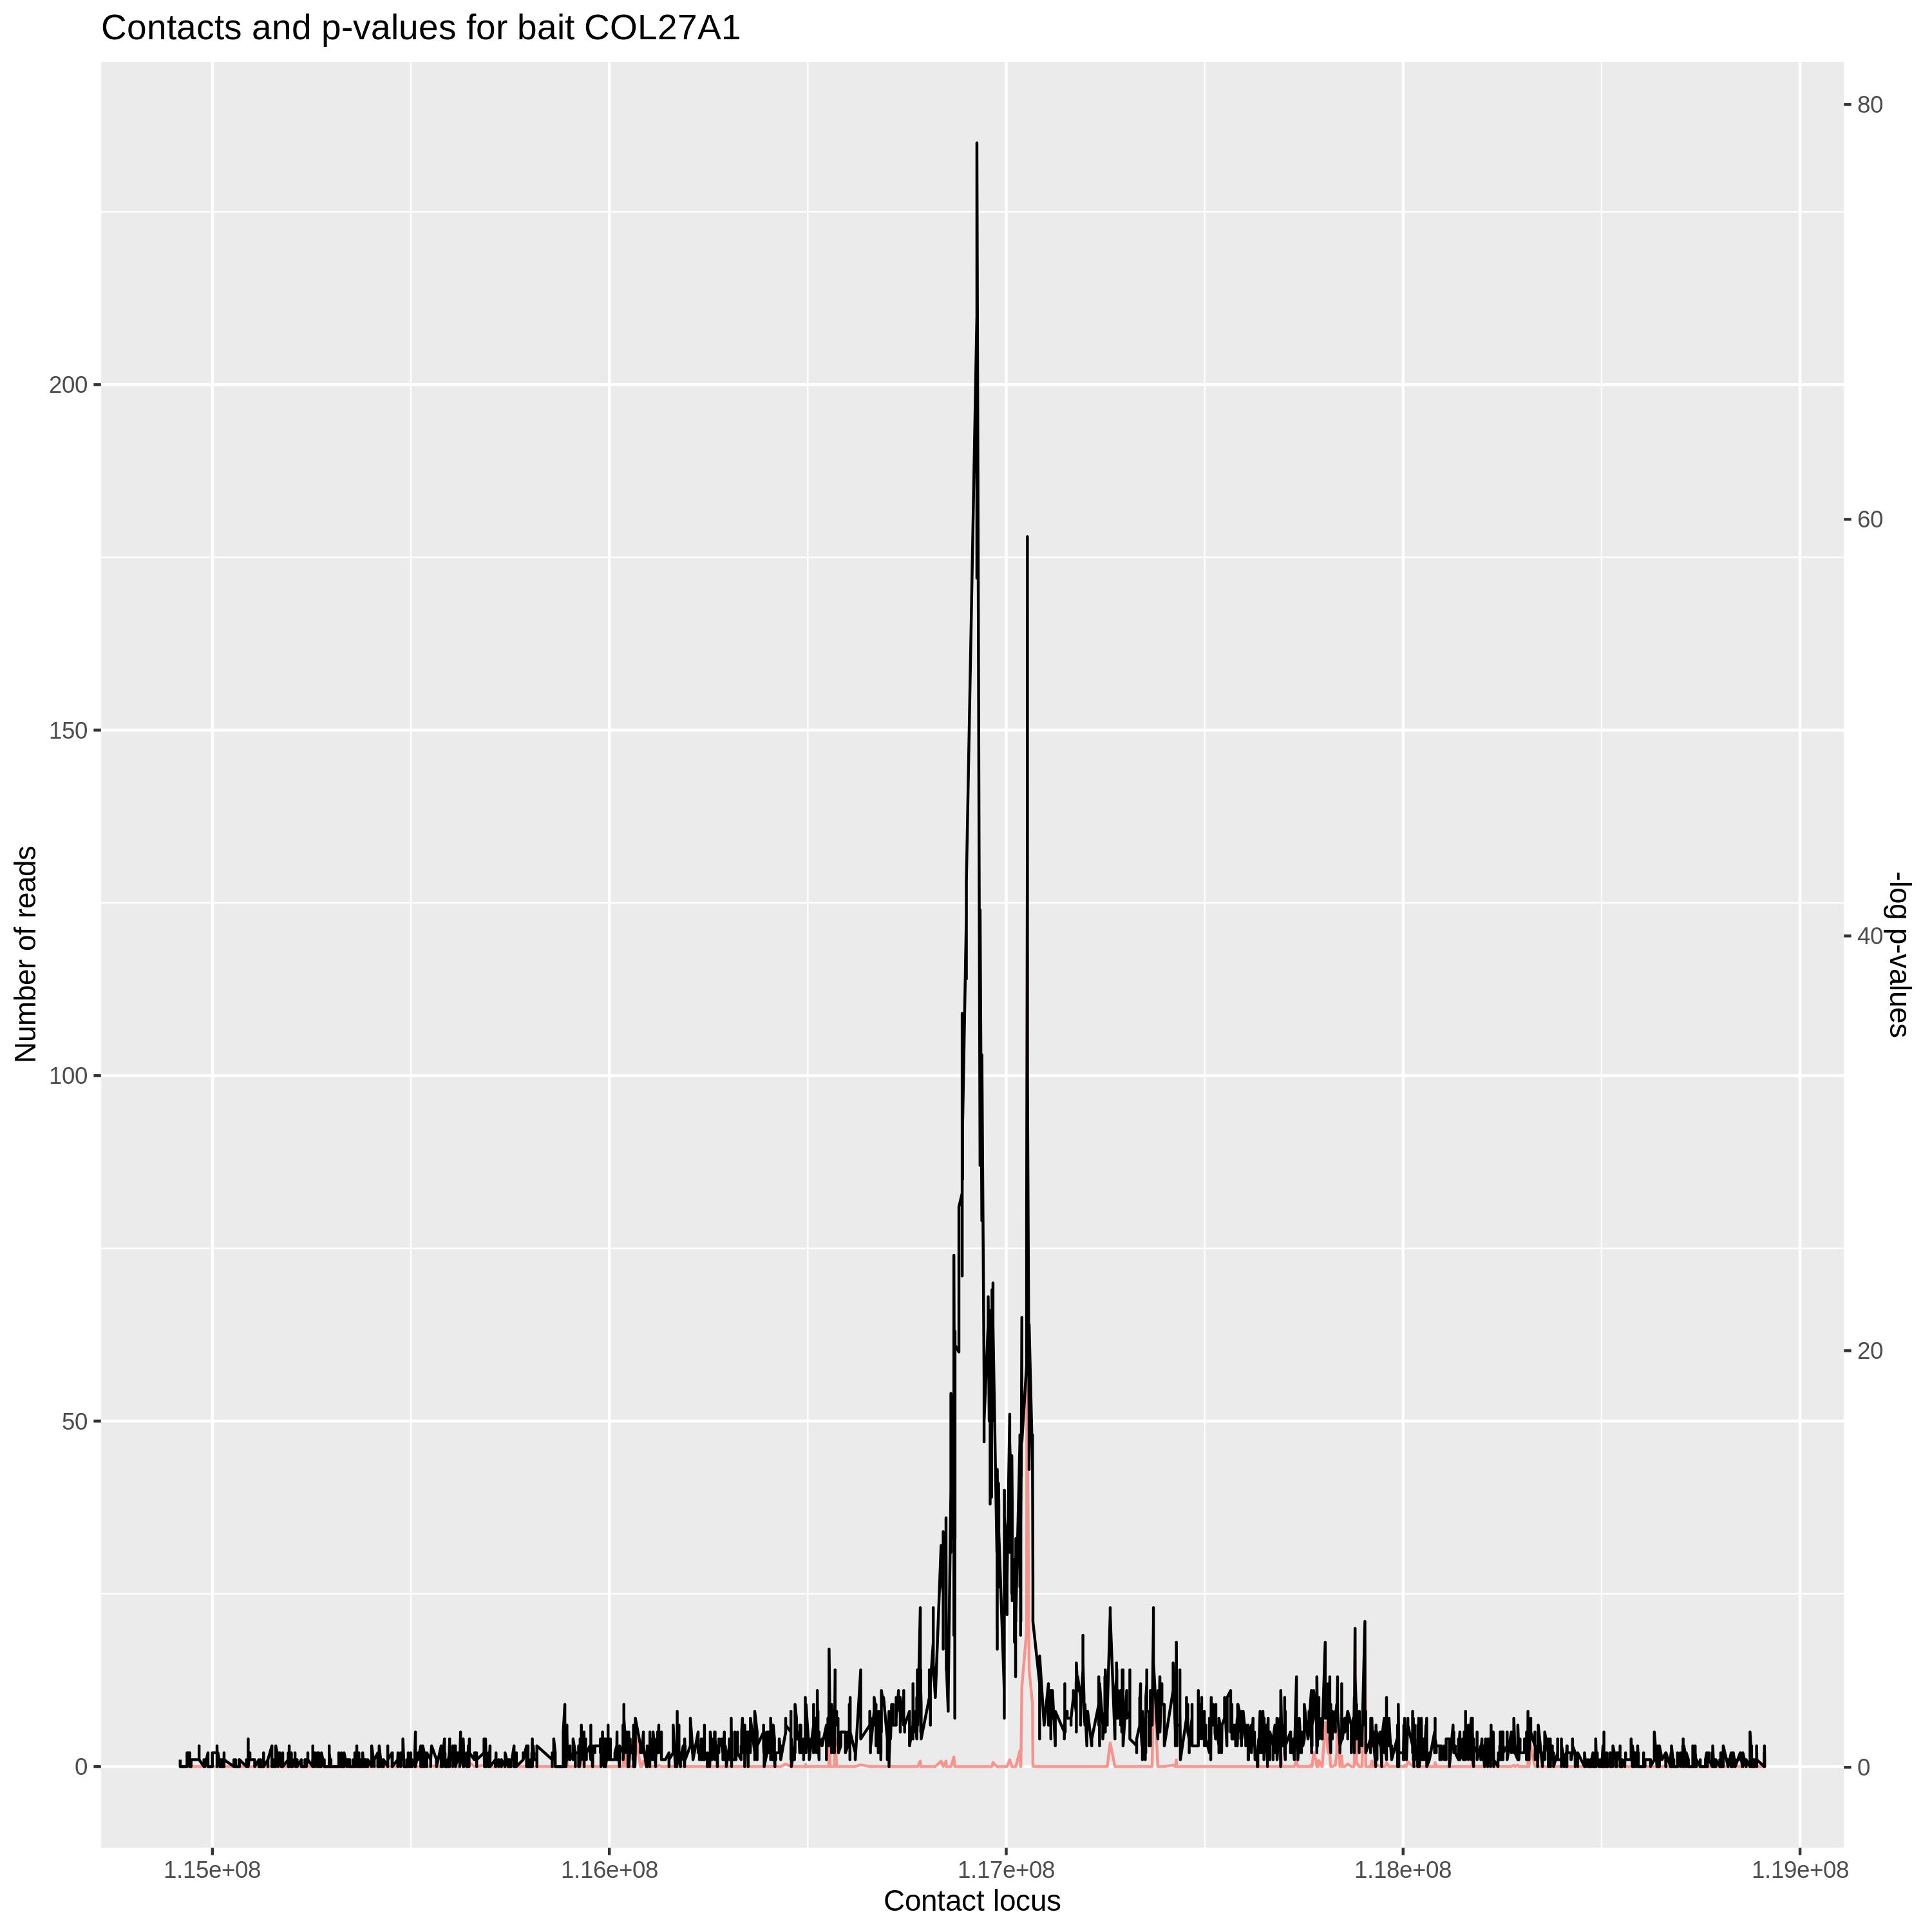 Contacts and p-values for bait COL27A1
80
200
60
150
Number of reads
-log p-values
40
100
20
50
0
0
1.15e+08
1.16e+08
1.17e+08
1.18e+08
1.19e+08
Contact locus